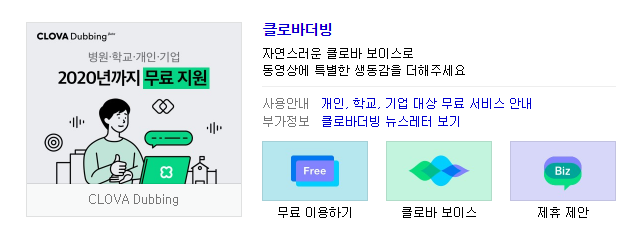 CLOVA Dubbing Beta
병원·학교·개인·기업
2020년까지 무료 지원
CLOVA Dubbing
클로바더빙
자연스러운 클로바 보이스로
동영상에 특별한 생동감을 더해주세요
사용안내 개인, 학교, 기업 대상 무료 서비스 안내
부가정보 클로바더빙 뉴스레터 보기
Free
무료 이용하기
클로바 보이스
Biz
제휴 제안